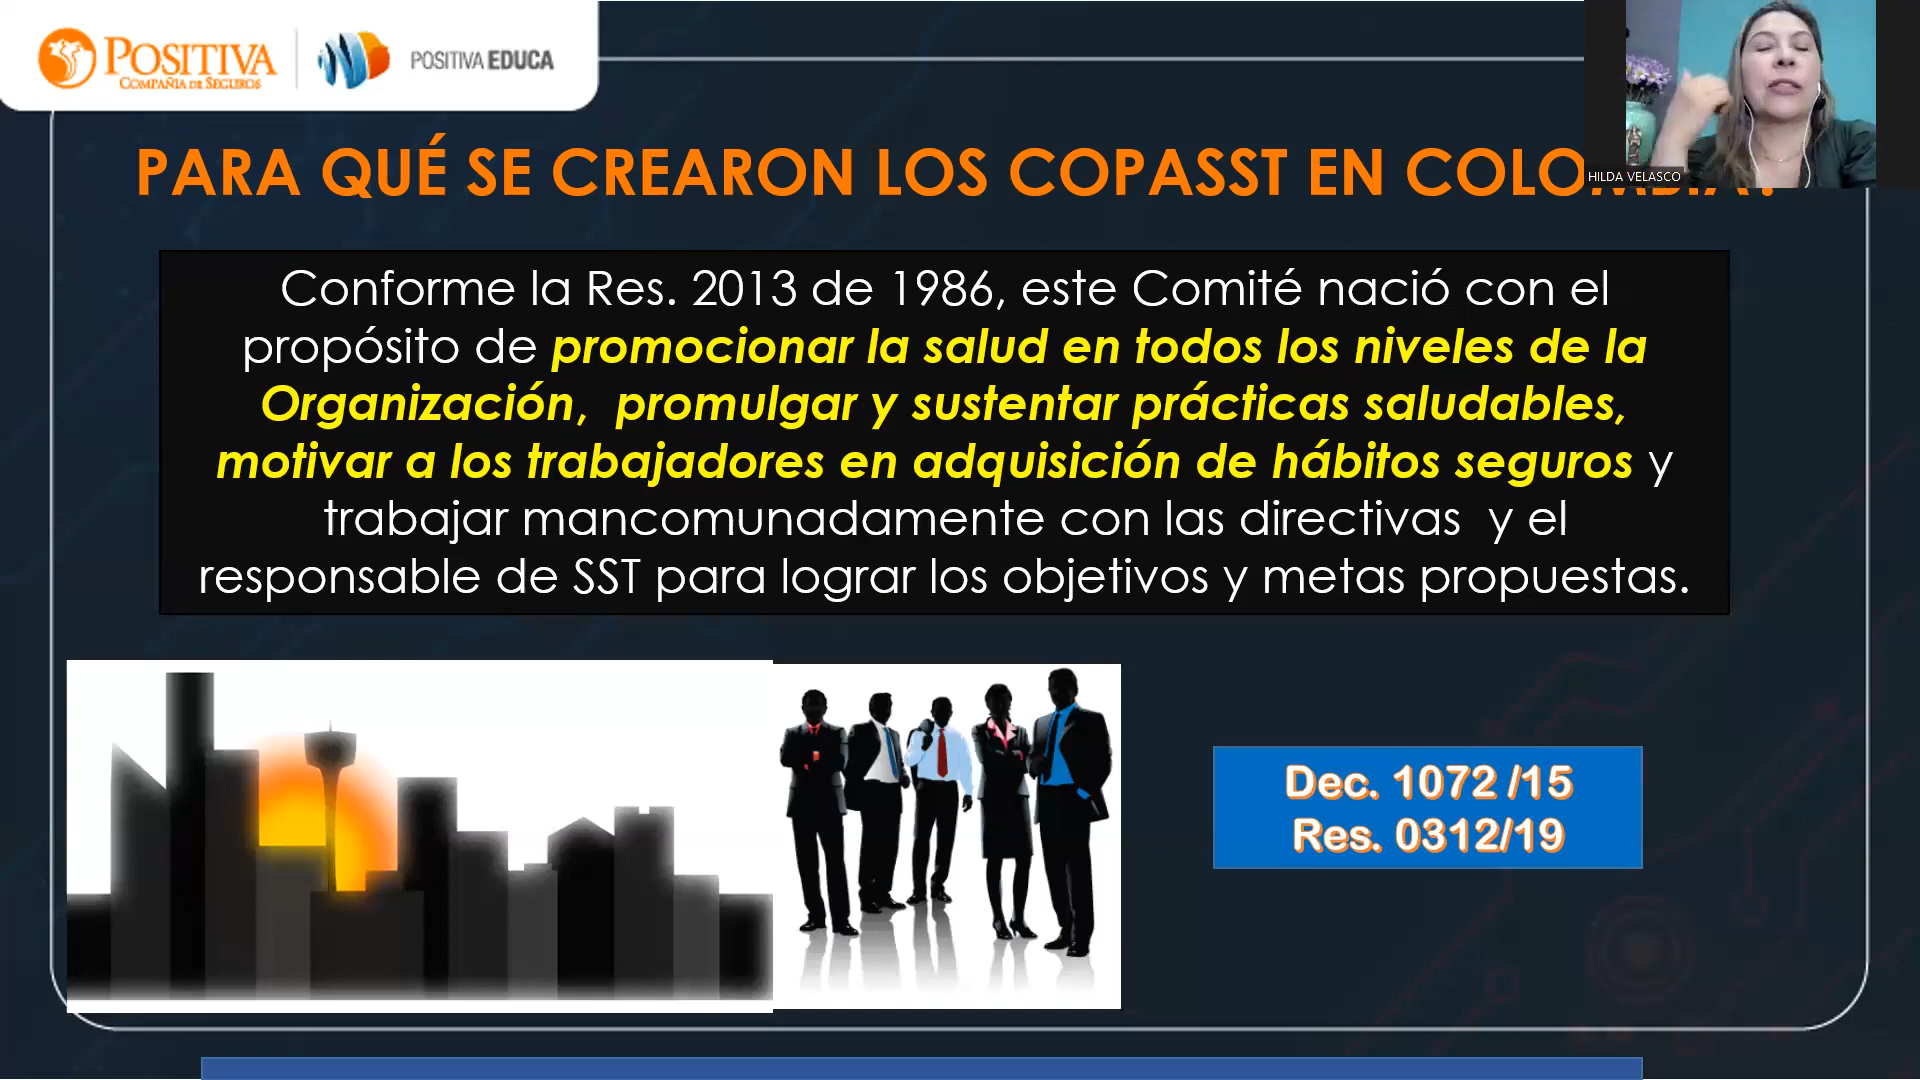 POSITIVA
COMPAÑIA DE SEGUROS
POSITIVA EDUCA
HILDA VELASCO
PARA QUÉ SE CREARON LOS COPASST EN COLOMBIA?
Conforme la Res. 2013 de 1986, este Comité nació con el
propósito de promocionar la salud en todos los niveles de la
Organización, promulgar y sustentar prácticas saludables,
motivar a los trabajadores en adquisición de hábitos seguros y
trabajar mancomunadamente con las directivas y el
responsable de SST para lograr los objetivos y metas propuestas.
Dec. 1072 /15
Res. 0312/19